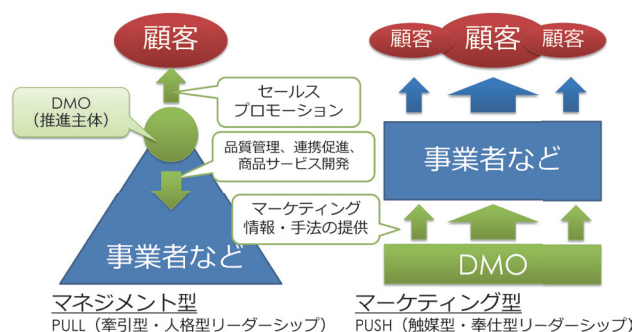 顧客
セールス
プロモーション
DMO
（推進主体）
品質管理、連携促進、
商品サービス開発
事業者など
マネジメント型
PULL（牽引型・人格型リーダーシップ）
顧客
顧客
顧客
事業者など
マーケティング
情報・手法の提供
DMO
マーケティング型
PUSH（触媒型・奉仕型リーダーシップ）